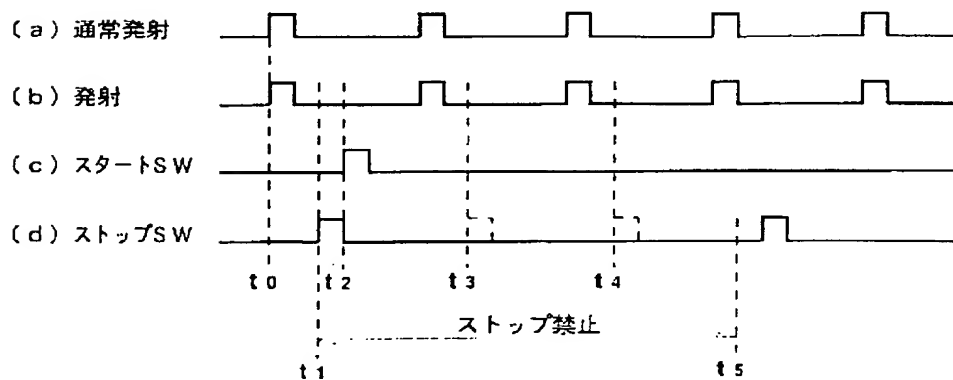 (a) 通常発射
(b) 発射
(c) スタートSW
(d) ストップSW
t0 t2 t3 t4
ストップ禁止
t1 t5